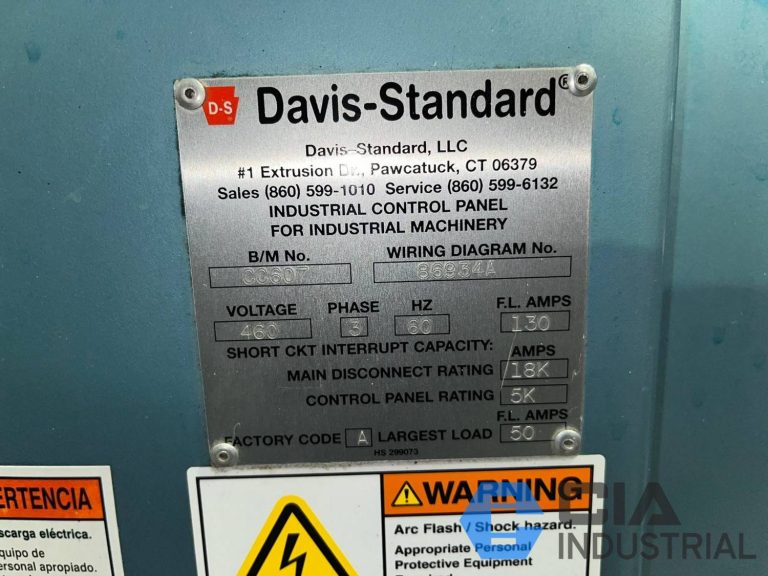 D-S Davis-Standard®
Davis-Standard, LLC
#1 Extrusion Dr., Pawcatuck, CT 06379
Sales (860) 599-1010 Service (860) 599-6132
INDUSTRIAL CONTROL PANEL
FOR INDUSTRIAL MACHINERY
B/M No. WIRING DIAGRAM No.
CC607 86934A
VOLTAGE PHASE HZ F.L. AMPS
460 3 60 130
SHORT CKT INTERRUPT CAPACITY: AMPS
MAIN DISCONNECT RATING 18K
CONTROL PANEL RATING 5K
F.L. AMPS
FACTORY CODE A LARGEST LOAD 50
HS 299073
ERTENCIA
scarga eléctrica.
quipo de
personal apropiado.
WARNING
Arc Flash / Shock hazard.
Appropriate Personal
Protective Equipment
CIA
INDUSTRIAL